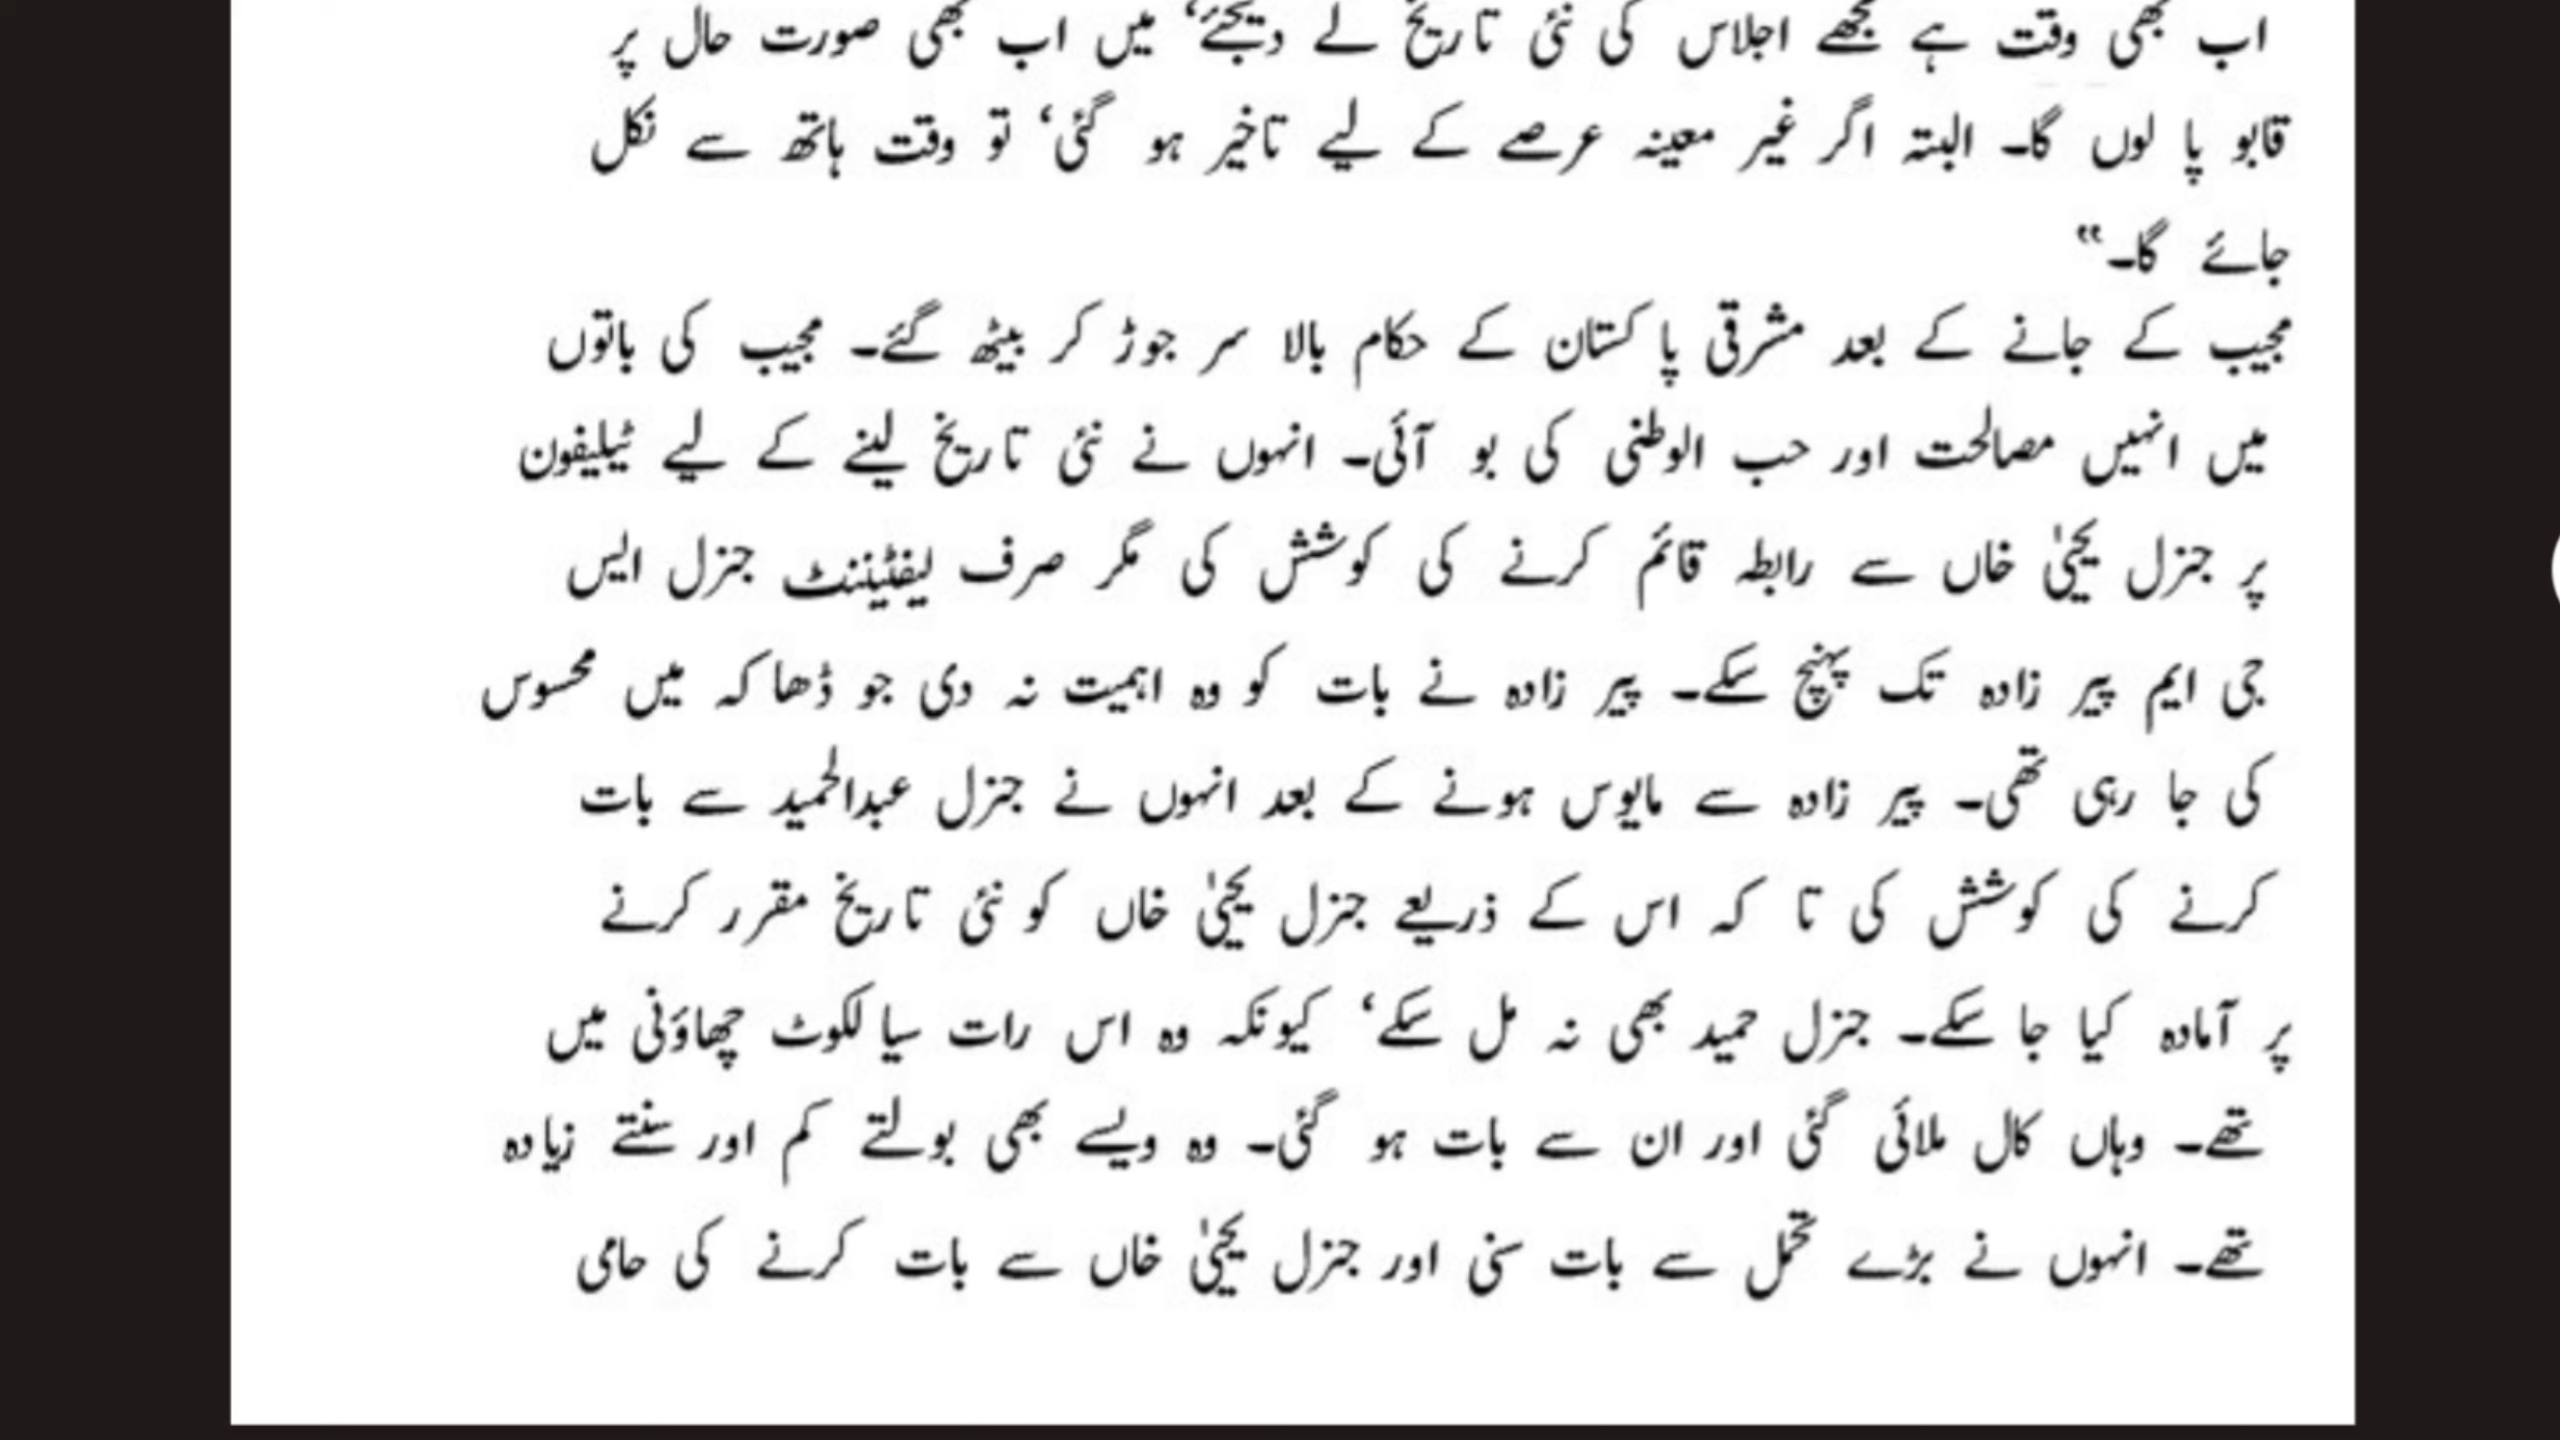 اب بھی وقت ہے مجھے اجلاس کی نئی تاریخ لے دیجئے‘ میں اب بھی صورت حال پر
قابو پا لوں گا۔ البتہ اگر غیر معینہ عرصے کے لیے تاخیر ہو گئی‘ تو وقت ہاتھ سے نکل
جائے گا۔“
مجیب کے جانے کے بعد مشرقی پاکستان کے حکام بالا سر جوڑ کر بیٹھ گئے۔ مجیب کی باتوں
میں انہیں مصالحت اور حب الوطنی کی بو آئی۔ انہوں نے نئی تاریخ لینے کے لیے ٹیلیفون
پر جنرل یحییٰ خاں سے رابطہ قائم کرنے کی کوشش کی مگر صرف لیفٹیننٹ جنرل ایس
جی ایم پیر زادہ تک پہنچ سکے۔ پیر زادہ نے بات کو وہ اہمیت نہ دی جو ڈھاکہ میں محسوس
کی جا رہی تھی۔ پیر زادہ سے مایوس ہونے کے بعد انہوں نے جنرل عبدالحمید سے بات
کرنے کی کوشش کی تا کہ اس کے ذریعے جنرل یحییٰ خاں کو نئی تاریخ مقرر کرنے
پر آمادہ کیا جا سکے۔ جنرل حمید بھی نہ مل سکے‘ کیونکہ وہ اس رات سیالکوٹ چھاؤنی میں
تھے۔ وہاں کال ملائی گئی اور ان سے بات ہو گئی۔ وہ ویسے بھی بولتے کم اور سنتے زیادہ
تھے۔ انہوں نے بڑے تحمل سے بات سنی اور جنرل یحییٰ خاں سے بات کرنے کی حامی